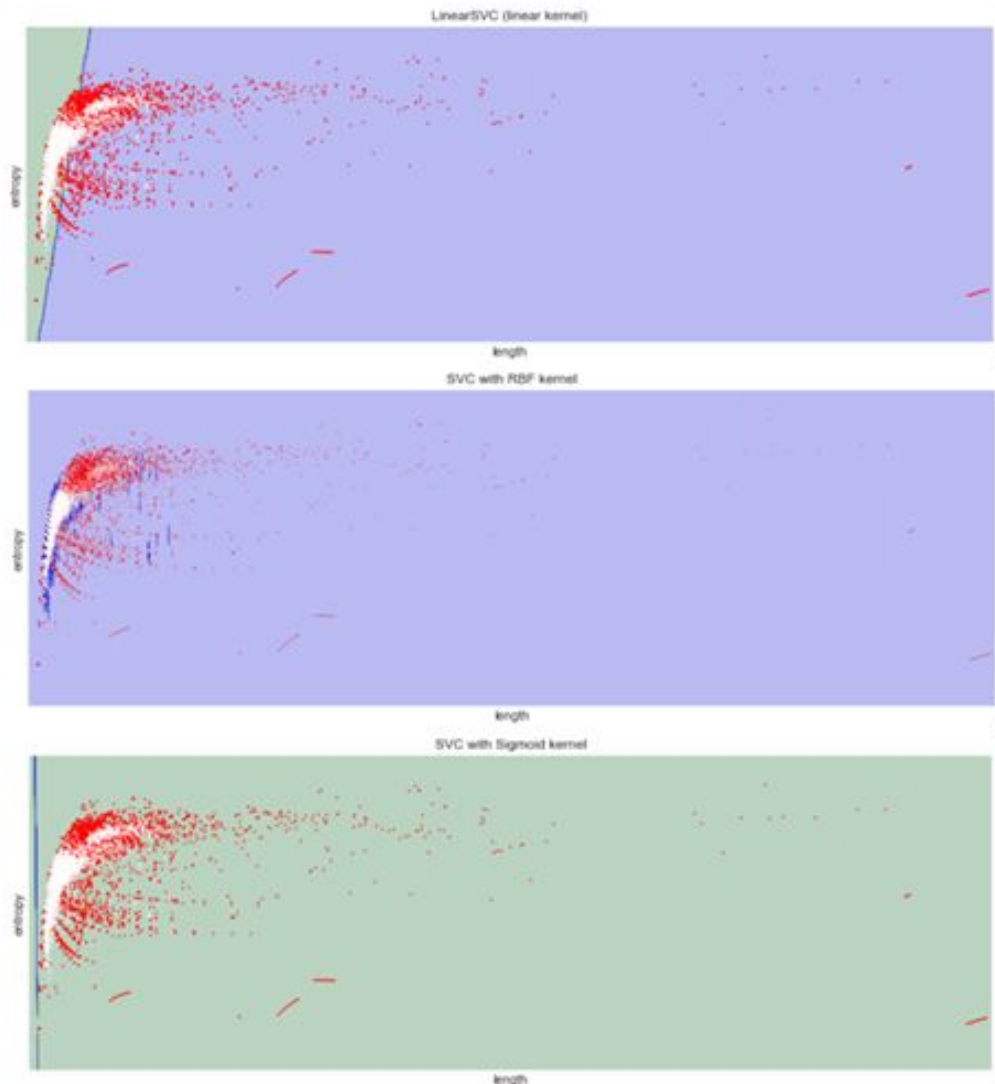 LinearSVC (linear kernel)
entropy
length
SVC with RBF kernel
entropy
length
SVC with Sigmoid kernel
entropy
length